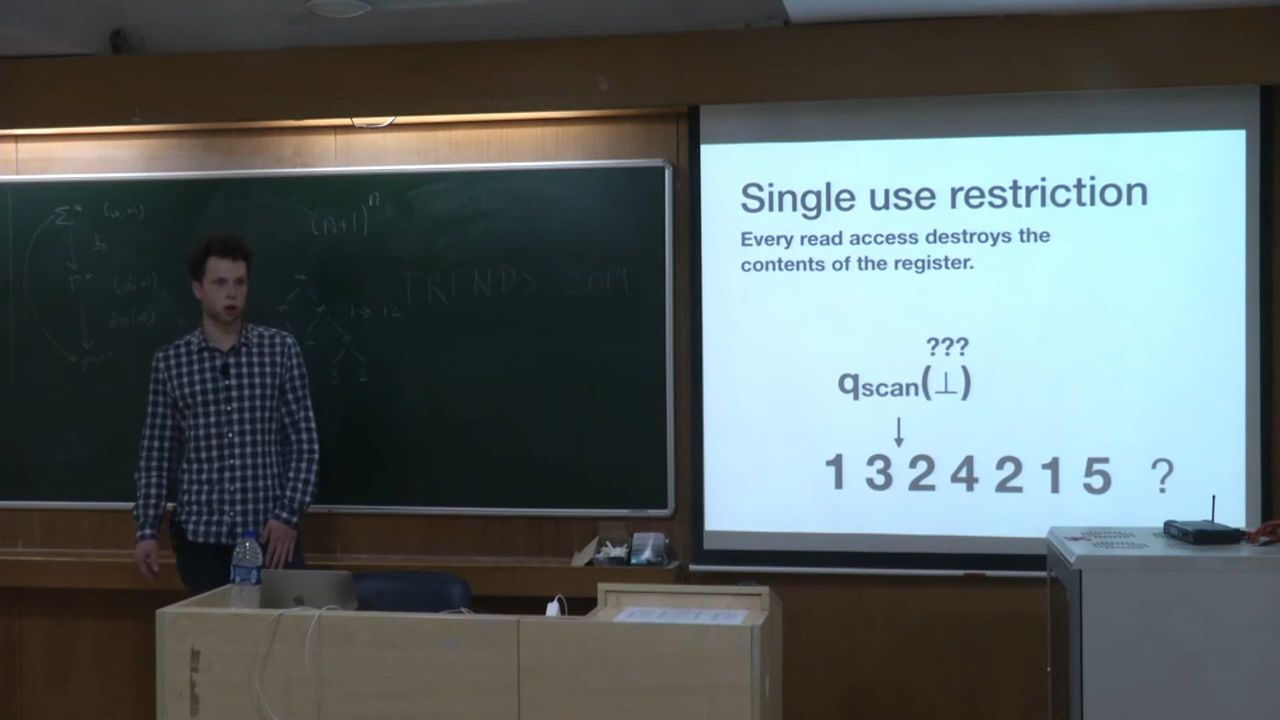 Σ*
(n+1)ⁿ
TRENDS 2019
→ 12
Single use restriction
Every read access destroys the
contents of the register.
???
qscan(⊥)
↓
1 3 2 4 2 1 5 ?